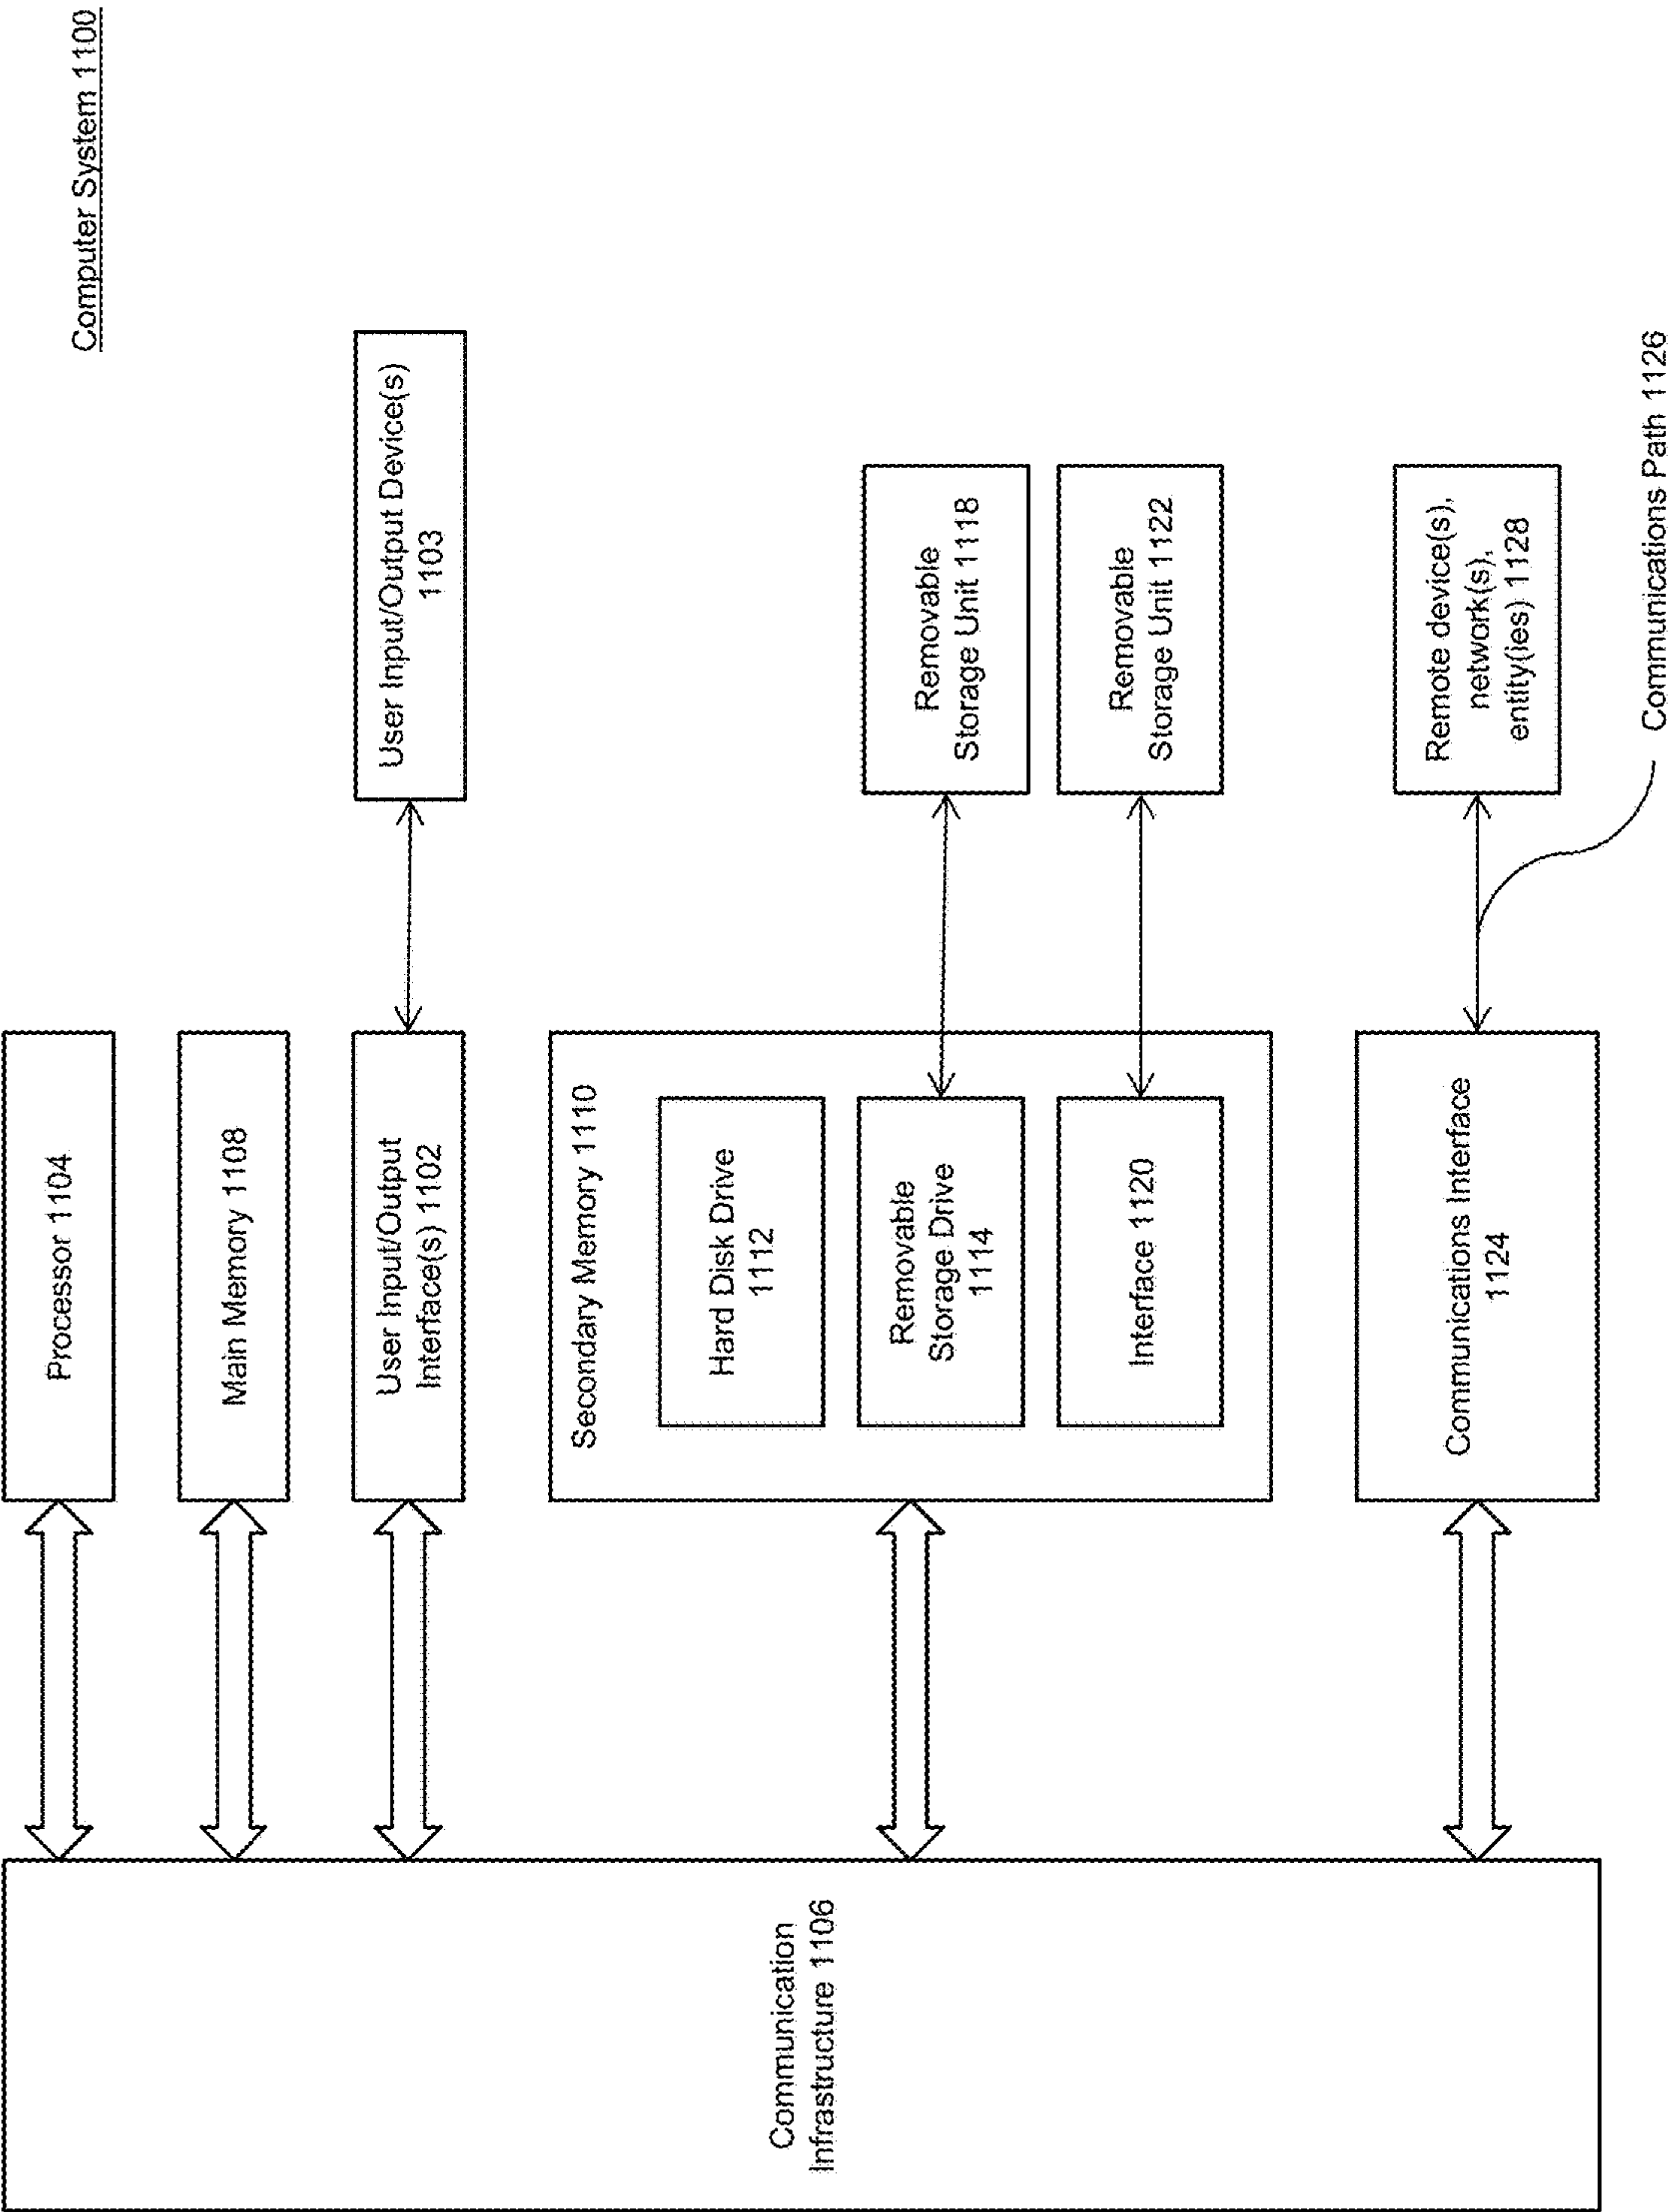 Computer System 1100
Processor 1104
Main Memory 1108
User Input/Output
Interface(s) 1102
User Input/Output Device(s)
1103
Secondary Memory 1110
Hard Disk Drive
1112
Removable
Storage Drive
1114
Interface 1120
Removable
Storage Unit 1118
Removable
Storage Unit 1122
Communications Interface
1124
Remote device(s),
network(s),
entity(ies) 1128
Communications Path 1126
Communication
Infrastructure 1106